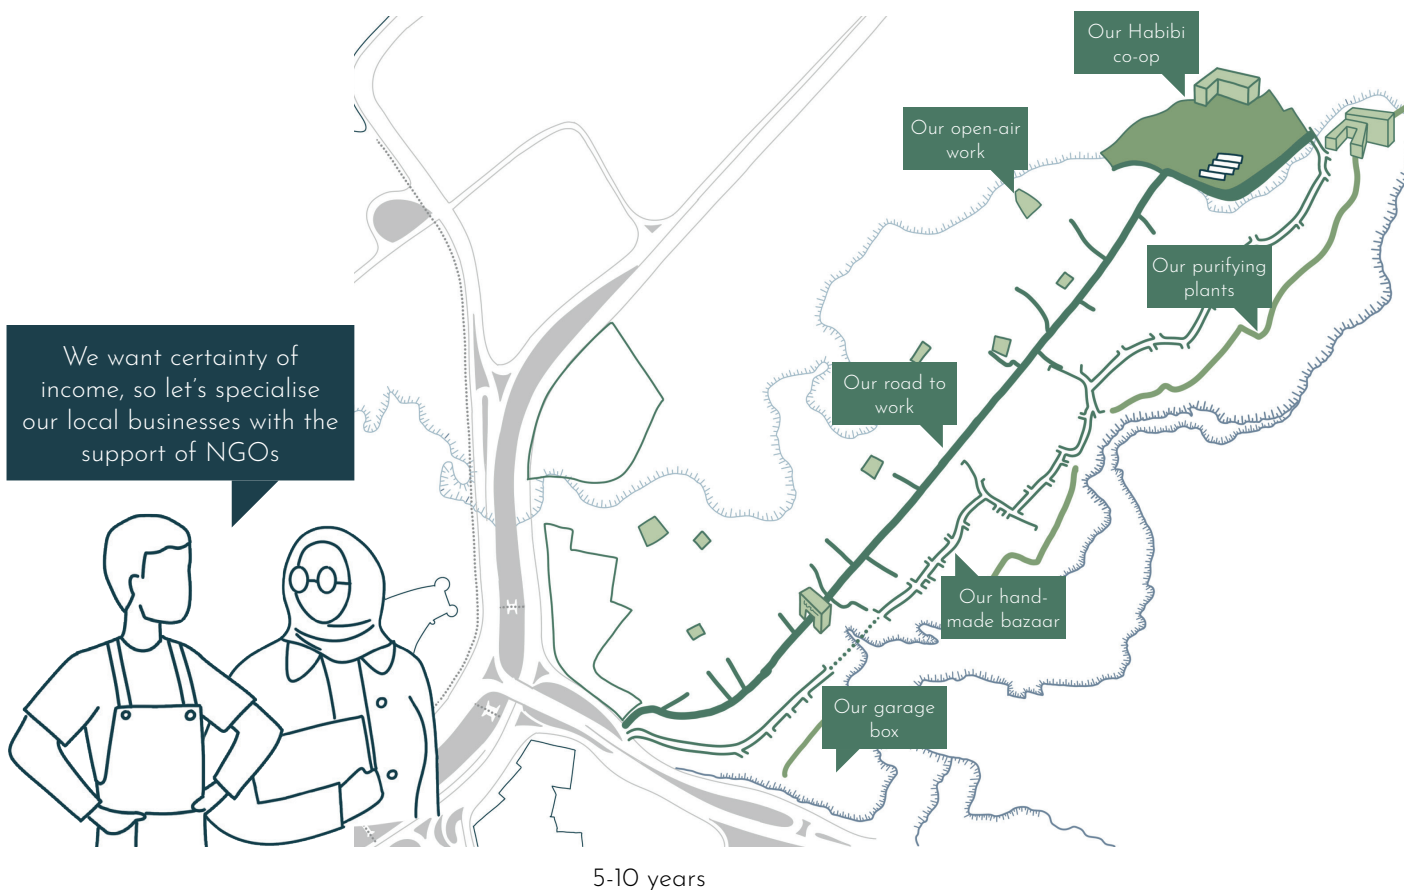 Our Habibi
co-op
Our open-air
work
Our purifying
plants
We want certainty of
income, so let's specialise
our local businesses with the
support of NGOs
Our road to
work
Our hand-
made bazaar
Our garage
box
5-10 years